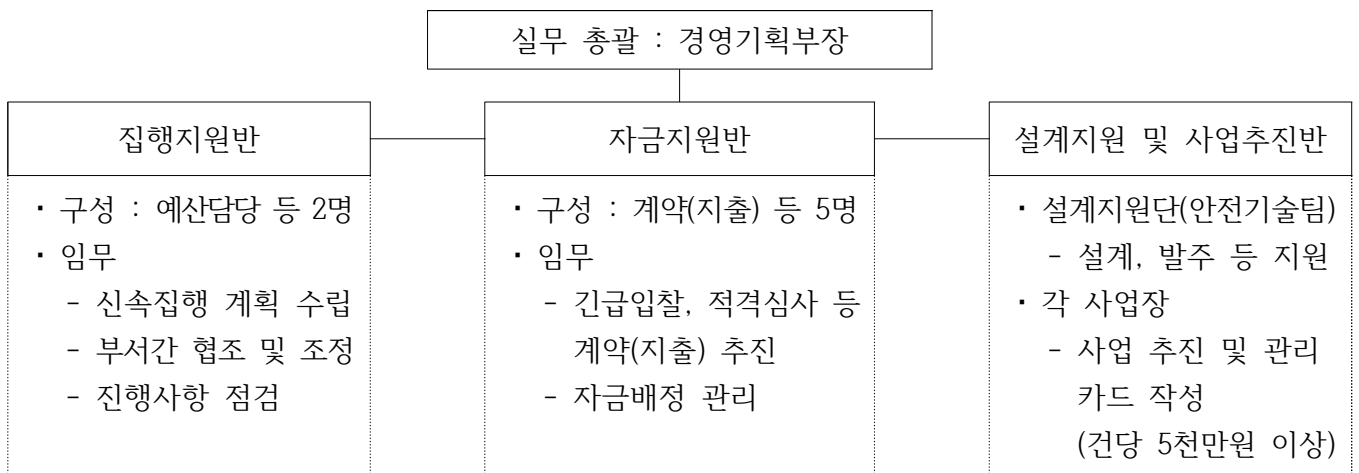 실무 총괄 : 경영기획부장
집행지원반
· 구성 : 예산담당 등 2명
· 임무
- 신속집행 계획 수립
- 부서간 협조 및 조정
- 진행사항 점검
자금지원반
· 구성 : 계약(지출) 등 5명
· 임무
- 긴급입찰, 적격심사 등
계약(지출) 추진
- 자금배정 관리
설계지원 및 사업추진반
· 설계지원단(안전기술팀)
- 설계, 발주 등 지원
· 각 사업장
- 사업 추진 및 관리
카드 작성
(건당 5천만원 이상)